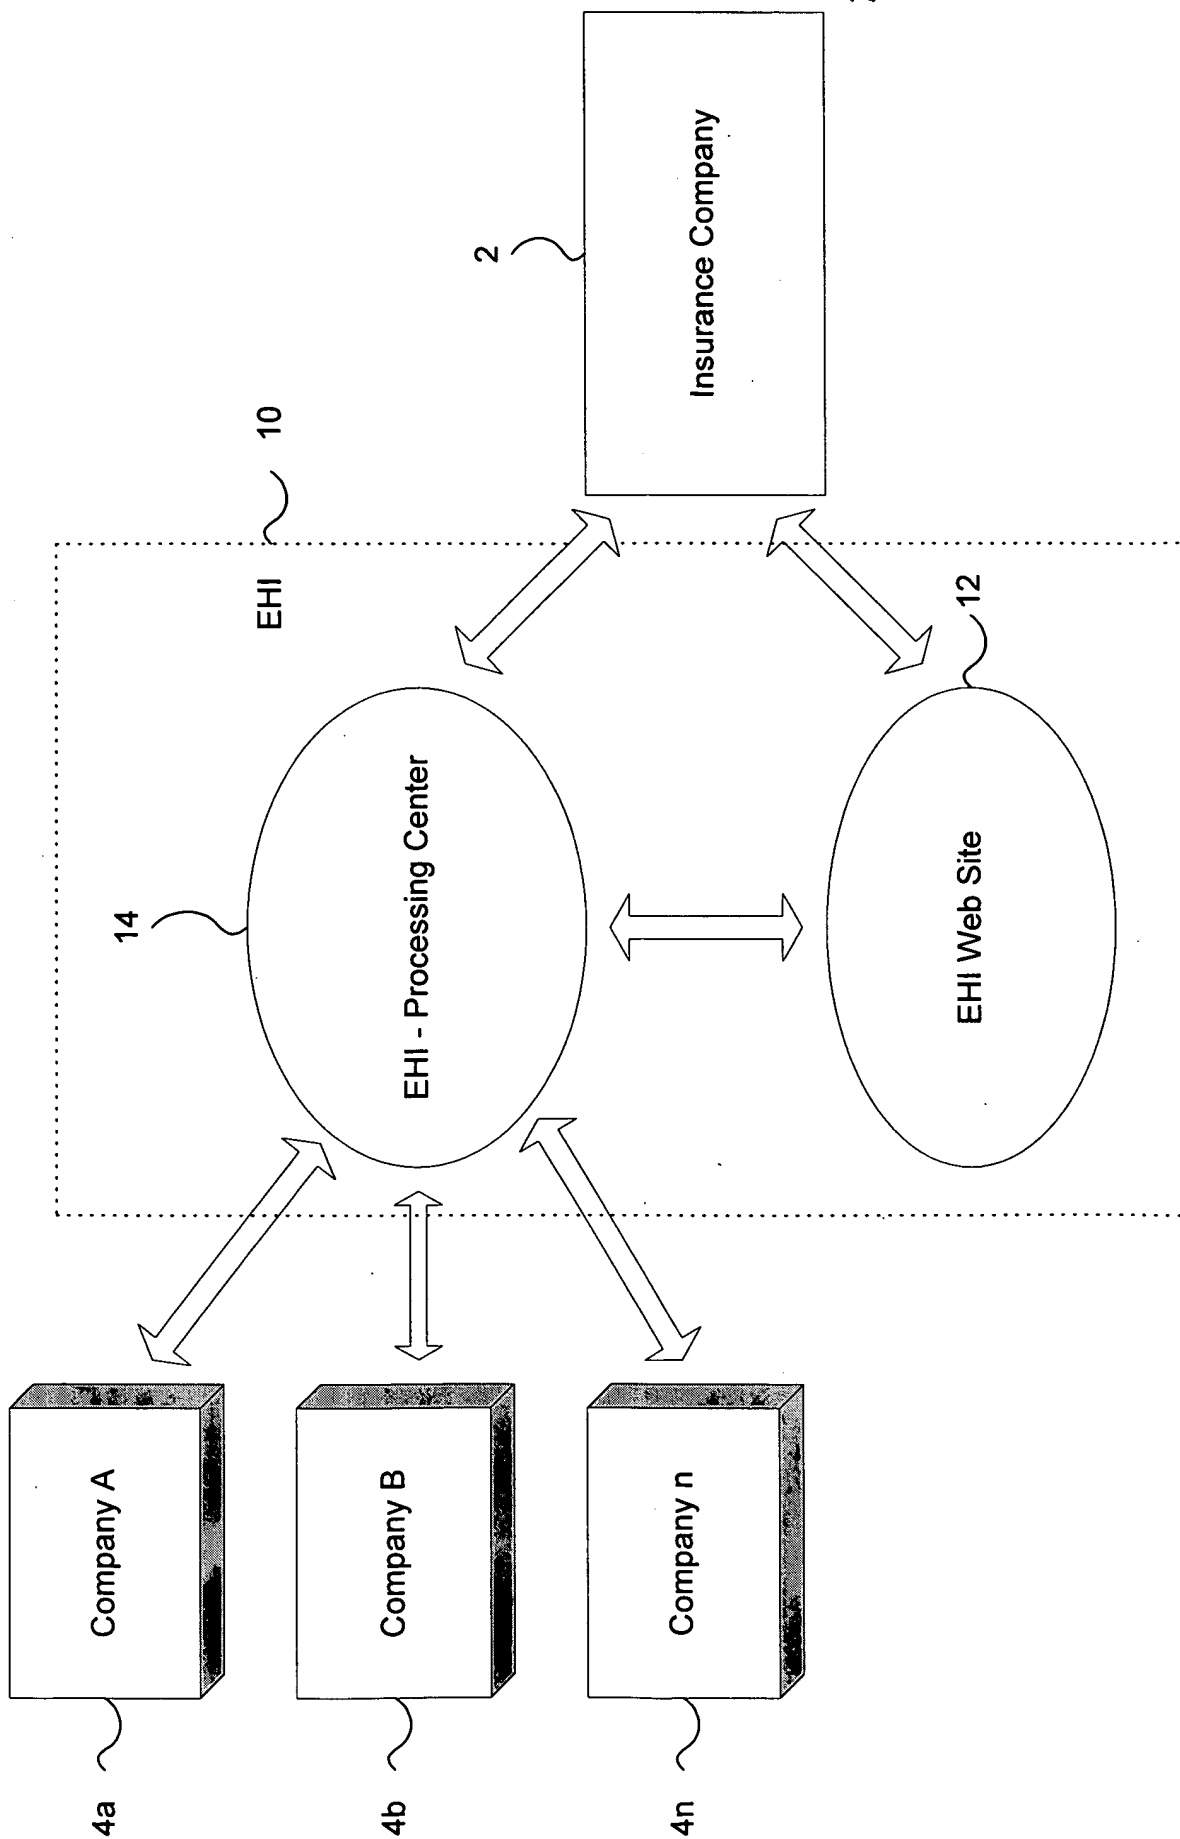 4a
Company A
4b
Company B
4n
Company n
14
EHI - Processing Center
EHI
10
EHI Web Site
12
2
Insurance Company